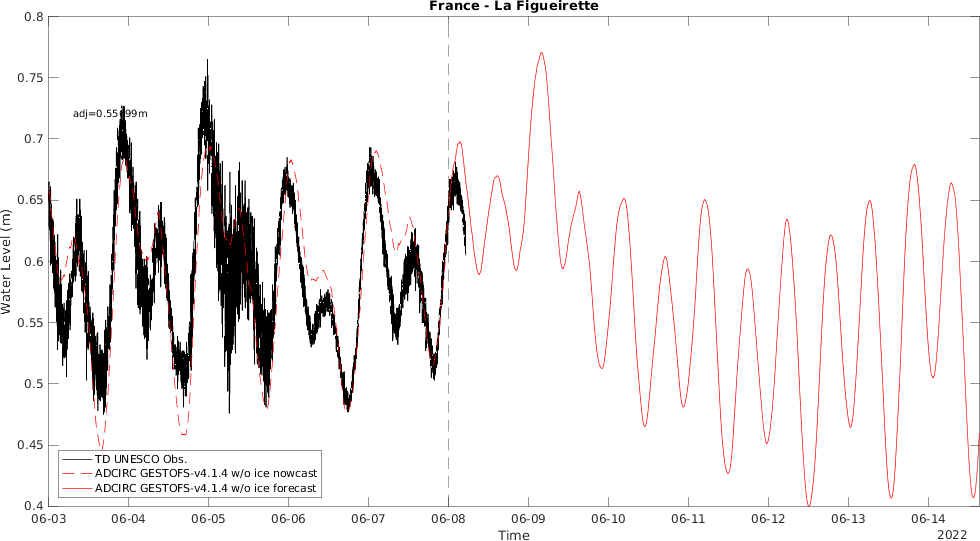 France - La Figueirette
0.8
0.75
0.7
0.65
0.6
0.55
0.5
0.45
0.4
Water Level (m)
TD UNESCO Obs.
ADCIRC GESTOFS-v4.1.4 w/o ice nowcast
ADCIRC GESTOFS-v4.1.4 w/o ice forecast
06-03 06-04 06-05 06-06 06-07 06-08 06-09 06-10 06-11 06-12 06-13 06-14
Time
2022